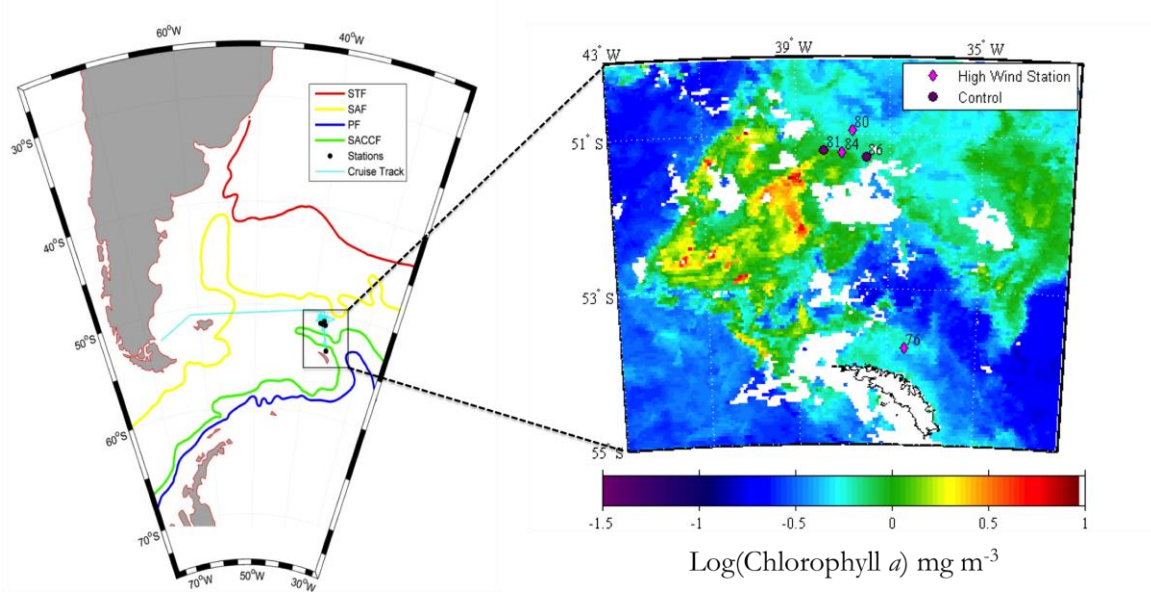 60°W
40°W
30°S
40°S
50°S
60°S
70°S
70°W
50°W
30°W
STF
SAF
PF
SACCF
Stations
Cruise Track
43° W
39° W
35° W
51° S
53° S
55° S
High Wind Station
Control
80
81
84
86
76
-1.5
-1
-0.5
0
0.5
1
Log(Chlorophyll a) mg m⁻³